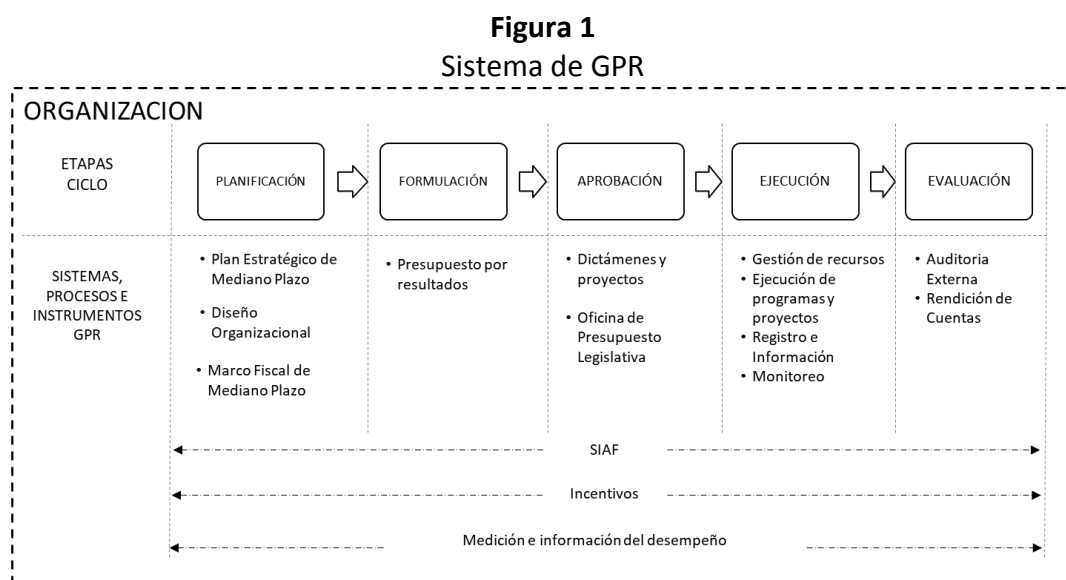 Figura 1
Sistema de GPR
ORGANIZACION
ETAPAS
CICLO
PLANIFICACIÓN
FORMULACIÓN
APROBACIÓN
EJECUCIÓN
EVALUACIÓN
SISTEMAS,
PROCESOS E
INSTRUMENTOS
GPR
• Plan Estratégico de
Mediano Plazo
• Diseño
Organizacional
• Marco Fiscal de
Mediano Plazo
• Presupuesto por
resultados
• Dictámenes y
proyectos
• Oficina de
Presupuesto
Legislativa
• Gestión de recursos
• Ejecución de
programas y
proyectos
• Registro e
Información
• Monitoreo
• Auditoria
Externa
• Rendición de
Cuentas
SIAF
Incentivos
Medición e información del desempeño